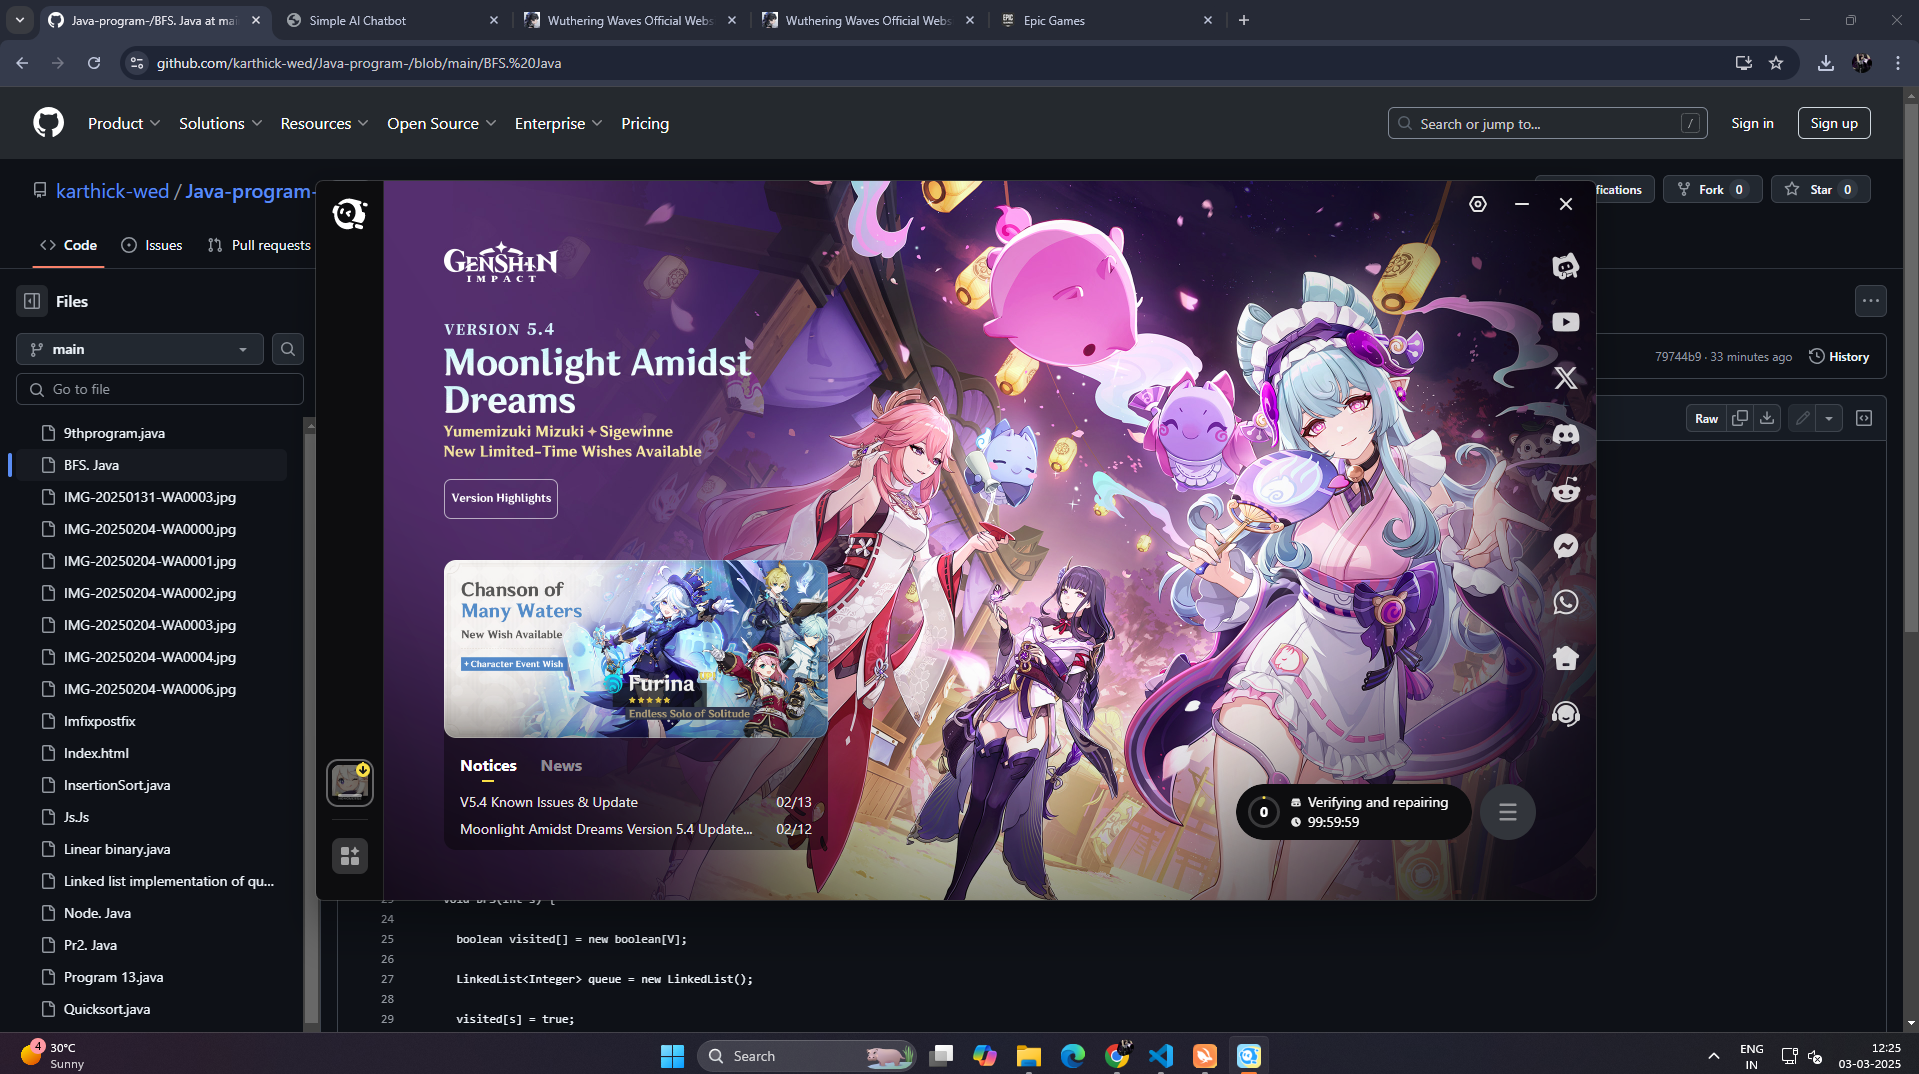 Java-program-/BFS. Java at mai
Simple AI Chatbot
Wuthering Waves Official Webs
Wuthering Waves Official Webs
EPIC
Epic Games
github.com/karthick-wed/Java-program-/blob/main/BFS.%20Java
Product
Solutions
Resources
Open Source
Enterprise
Pricing
Search or jump to...
/
Sign in
Sign up
karthick-wed / Java-program-
ifications
Fork 0
Star 0
Code
Issues
Pull requests
Files
main
Go to file
79744b9 · 33 minutes ago
History
Raw
9thprogram.java
BFS. Java
IMG-20250131-WA0003.jpg
IMG-20250204-WA0000.jpg
IMG-20250204-WA0001.jpg
IMG-20250204-WA0002.jpg
IMG-20250204-WA0003.jpg
IMG-20250204-WA0004.jpg
IMG-20250204-WA0006.jpg
Imfixpostfix
Index.html
InsertionSort.java
Js.Js
Linear binary.java
Linked list implementation of qu...
Node. Java
Pr2. Java
Program 13.java
Quicksort.java
GENSHIN
IMPACT
VERSION 5.4
Moonlight Amidst
Dreams
Yumemizuki Mizuki ✦ Sigewinne
New Limited-Time Wishes Available
Version Highlights
Chanson of
Many Waters
New Wish Available
+ Character Event Wish
Furina
★★★★★
Endless Solo of Solitude
Notices
News
V5.4 Known Issues & Update 02/13
Moonlight Amidst Dreams Version 5.4 Update... 02/12
0
Verifying and repairing
99:59:59
23 void BFS(int s) {
24
25 boolean visited[] = new boolean[V];
26
27 LinkedList<Integer> queue = new LinkedList();
28
29 visited[s] = true;
4
30°C
Sunny
Search
ENG
IN
12:25
03-03-2025